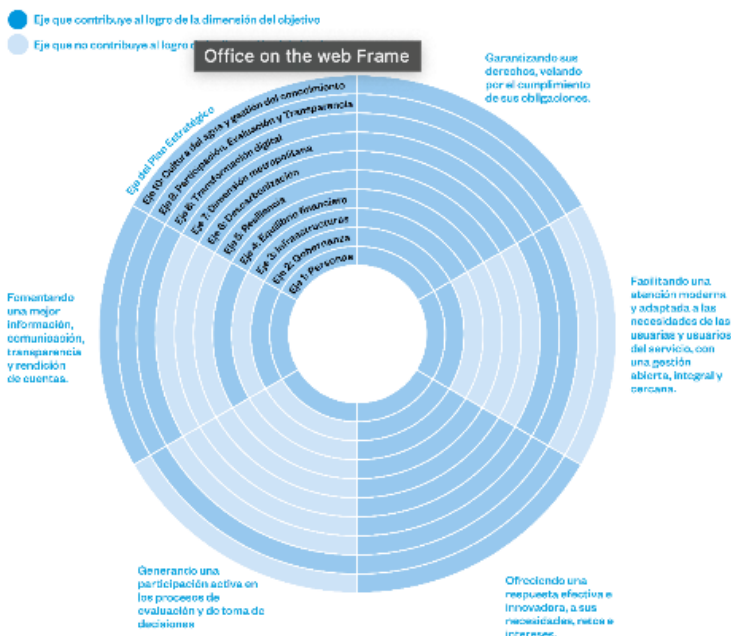 Eje que contribuye al logro de la dimensión del objetivo
Eje que no contribuye al logro
Office on the web Frame
Garantizando sus
derechos, velando
por el cumplimiento
de sus obligaciones.
Eje del Plan Estratégico
Eje 10: Cultura del agua y gestión del conocimiento
Eje 9: Participación, Evaluación y Transparencia
Eje 8: Transformación digital
Eje 7: Dimensión metropolitana
Eje 6: Descarbonización
Eje 5: Resiliencia
Eje 4: Equilibrio financiero
Eje 3: Infraestructuras
Eje 2: Gobernanza
Eje 1: Personas
Fomentando
una mejor
información,
comunicación,
transparencia
y rendición
de cuentas.
Facilitando una
atención moderna
y adaptada a las
necesidades de las
usuarias y usuarios
del servicio, con
una gestión
abierta, integral y
cercana.
Generando una
participación activa en
los procesos de
evaluación y de toma de
decisiones
Ofreciendo una
respuesta efectiva e
innovadora, a sus
necesidades, retos e
intereses.